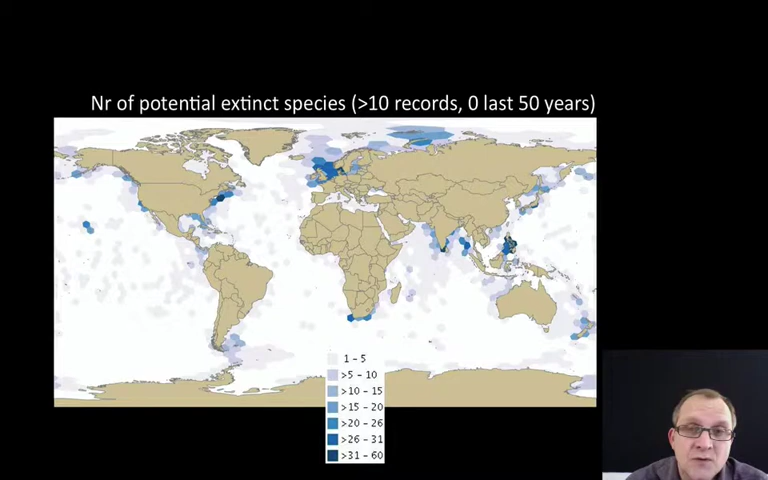 Nr of potential extinct species (>10 records, 0 last 50 years)
1 – 5
>5 – 10
>10 – 15
>15 – 20
>20 – 26
>26 – 31
>31 – 60